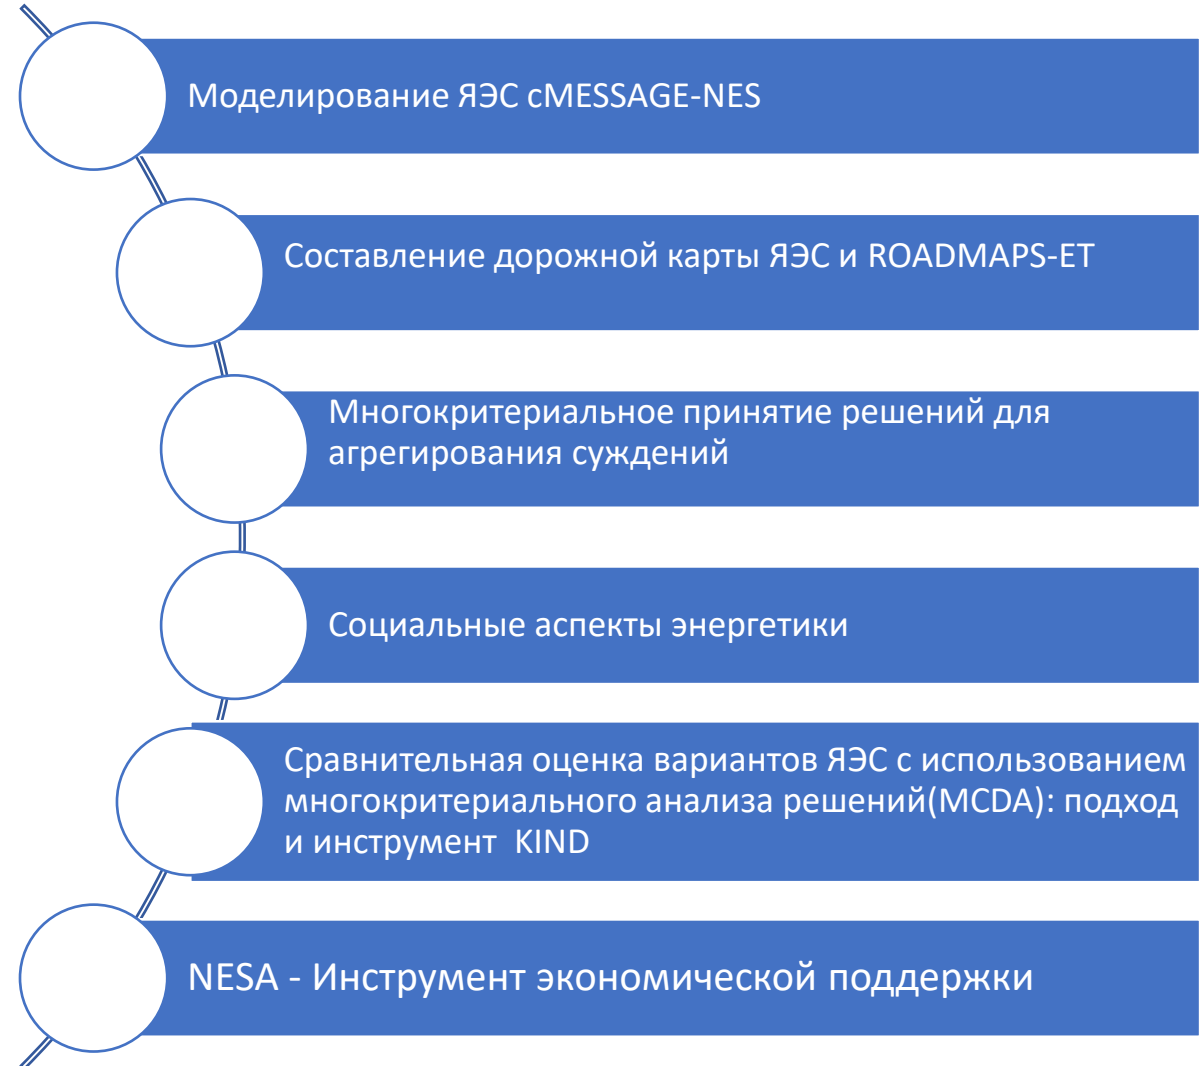 Моделирование ЯЭС сMESSAGE-NES
Составление дорожной карты ЯЭС и ROADMAPS-ET
Многокритериальное принятие решений для
агрегирования суждений
Социальные аспекты энергетики
Сравнительная оценка вариантов ЯЭС с использованием
многокритериального анализа решений(MCDA): подход
и инструмент  KIND
NESA - Инструмент экономической поддержки